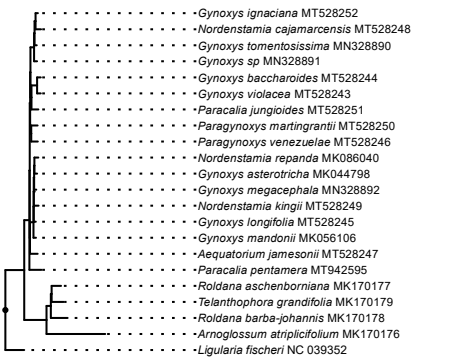 Gynoxys ignaciana MT528252
Nordenstamia cajamarcensis MT528248
Gynoxys tomentosissima MN328890
Gynoxys sp MN328891
Gynoxys baccharoides MT528244
Gynoxys violacea MT528243
Paracalia jungioides MT528251
Paragynoxys martingrantii MT528250
Paragynoxys venezuelae MT528246
Nordenstamia repanda MK086040
Gynoxys asterotricha MK044798
Gynoxys megacephala MN328892
Nordenstamia kingii MT528249
Gynoxys longifolia MT528245
Gynoxys mandonii MK056106
Aequatorium jamesonii MT528247
Paracalia pentamera MT942595
Roldana aschenborniana MK170177
Telanthophora grandifolia MK170179
Roldana barba-johannis MK170178
Arnoglossum atriplicifolium MK170176
Ligularia fischeri NC 039352